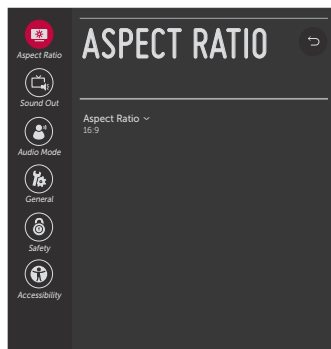 Aspect Ratio
Sound Out
Audio Mode
General
Safety
Accessibility
ASPECT RATIO
Aspect Ratio
16:9